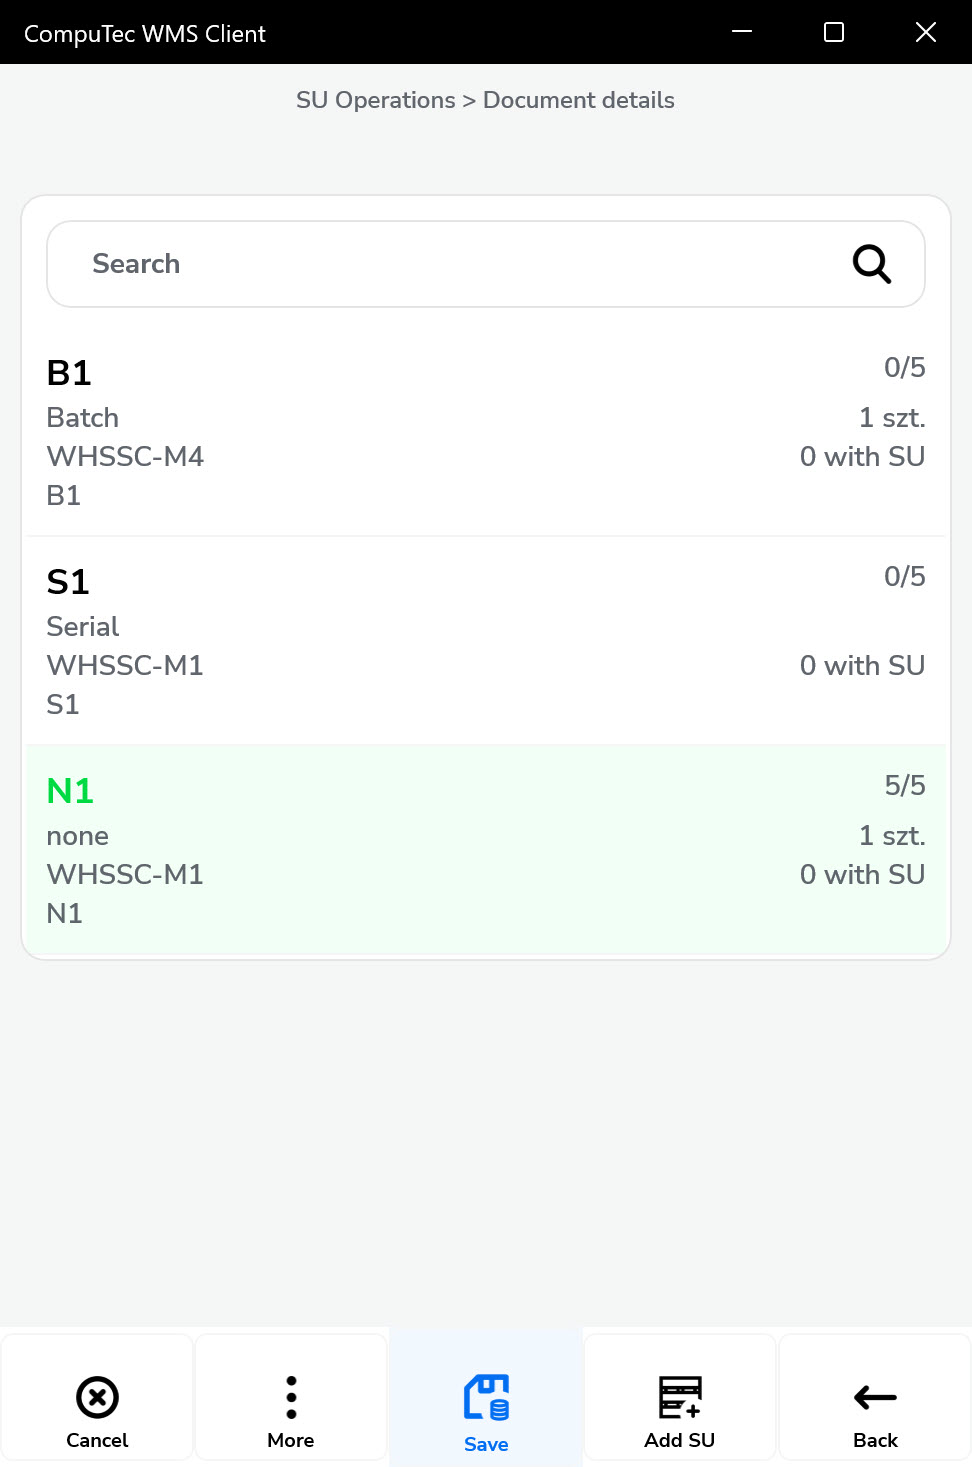 CompuTec WMS Client
SU Operations > Document details
Search
B1 0/5
Batch 1 szt.
WHSSC-M4 0 with SU
B1
S1 0/5
Serial
WHSSC-M1 0 with SU
S1
N1 5/5
none 1 szt.
WHSSC-M1 0 with SU
N1
Cancel More Save Add SU Back